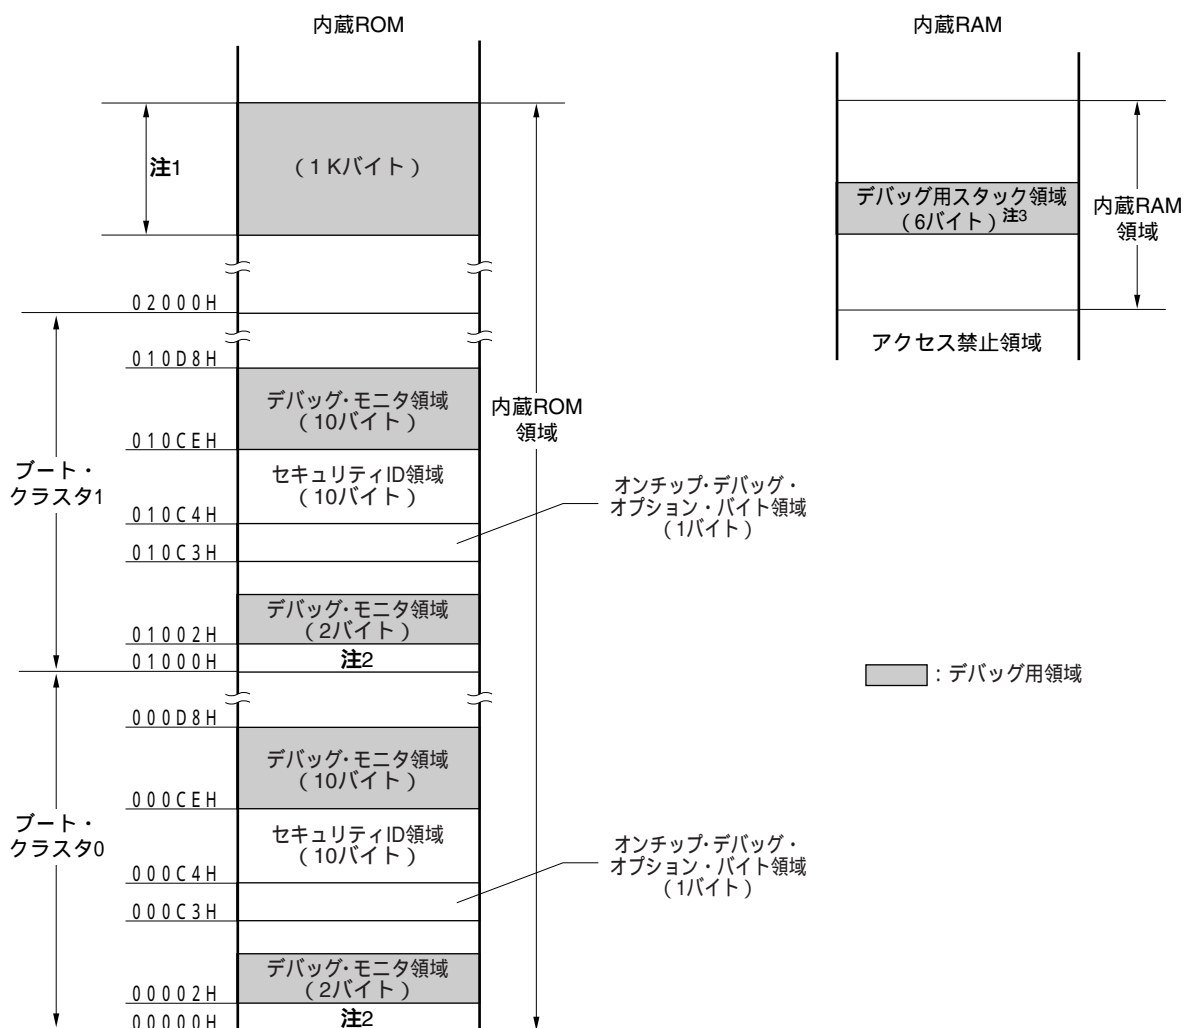 内蔵ROM
内蔵RAM
注1
(1 Kバイト)
デバッグ用スタック領域
(6バイト)注3
内蔵RAM
領域
アクセス禁止領域
02000H
010D8H
デバッグ・モニタ領域
(10バイト)
内蔵ROM
領域
010CEH
ブート・
クラスタ1
セキュリティID領域
(10バイト)
オンチップ・デバッグ・
オプション・バイト領域
(1バイト)
010C4H
010C3H
デバッグ・モニタ領域
(2バイト)
01002H
01000H
注2
:デバッグ用領域
000D8H
デバッグ・モニタ領域
(10バイト)
000CEH
ブート・
クラスタ0
セキュリティID領域
(10バイト)
オンチップ・デバッグ・
オプション・バイト領域
(1バイト)
000C4H
000C3H
デバッグ・モニタ領域
(2バイト)
00002H
00000H
注2